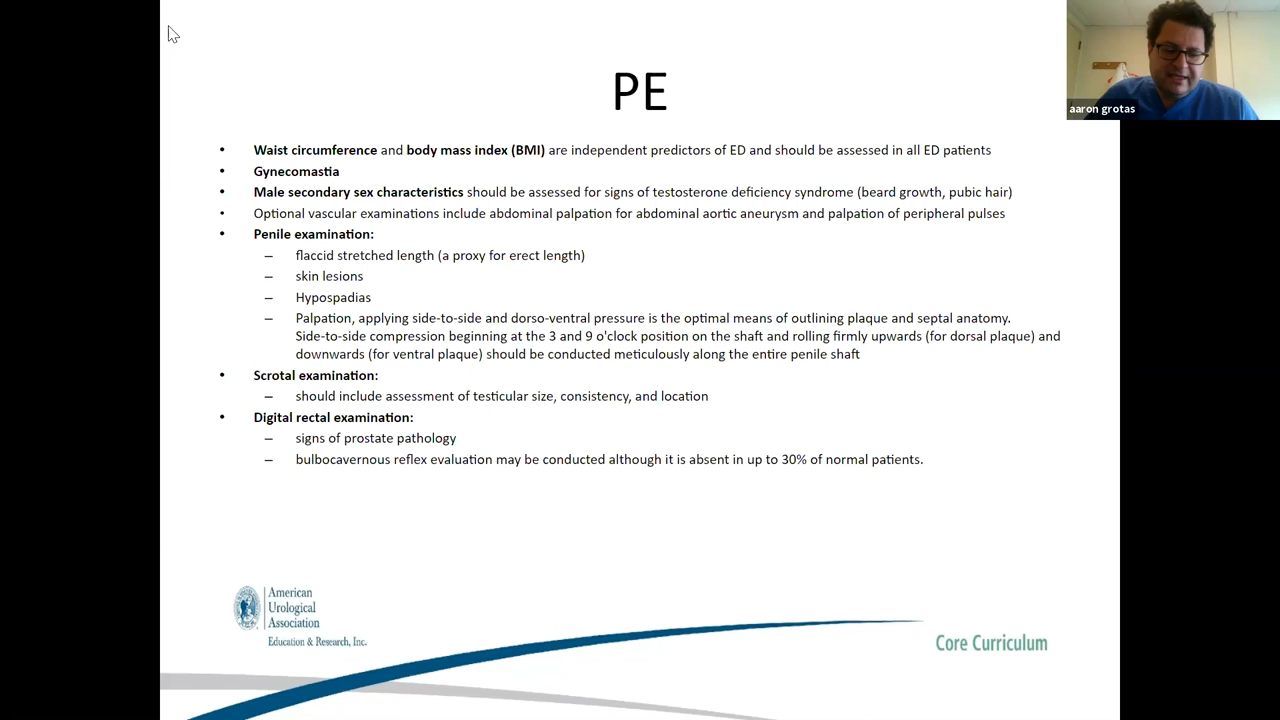 PE
aaron grotas
• Waist circumference and body mass index (BMI) are independent predictors of ED and should be assessed in all ED patients
• Gynecomastia
• Male secondary sex characteristics should be assessed for signs of testosterone deficiency syndrome (beard growth, pubic hair)
• Optional vascular examinations include abdominal palpation for abdominal aortic aneurysm and palpation of peripheral pulses
• Penile examination:
– flaccid stretched length (a proxy for erect length)
– skin lesions
– Hypospadias
– Palpation, applying side-to-side and dorso-ventral pressure is the optimal means of outlining plaque and septal anatomy.
Side-to-side compression beginning at the 3 and 9 o'clock position on the shaft and rolling firmly upwards (for dorsal plaque) and
downwards (for ventral plaque) should be conducted meticulously along the entire penile shaft
• Scrotal examination:
– should include assessment of testicular size, consistency, and location
• Digital rectal examination:
– signs of prostate pathology
– bulbocavernous reflex evaluation may be conducted although it is absent in up to 30% of normal patients.
American
Urological
Association
Education & Research, Inc.
Core Curriculum